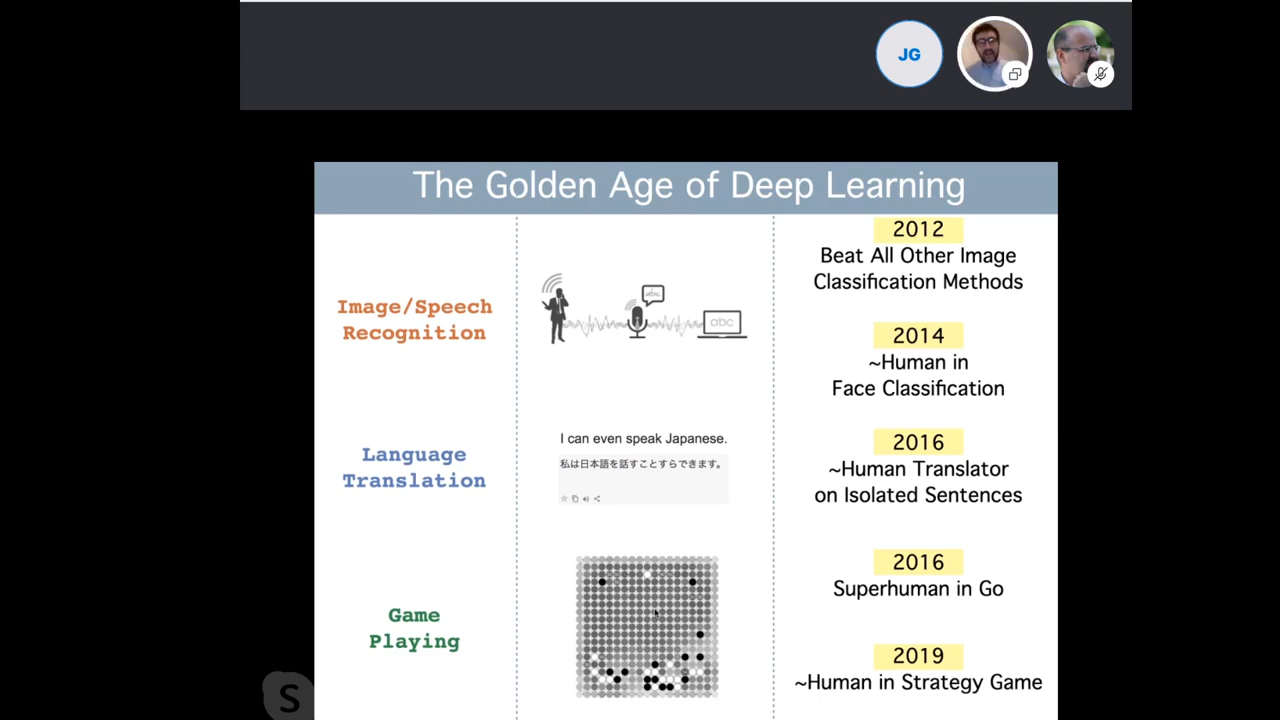 JG
The Golden Age of Deep Learning
Image/Speech
Recognition
abc
abc
Language
Translation
I can even speak Japanese.
私は日本語を話すことすらできます。
Game
Playing
2012
Beat All Other Image
Classification Methods
2014
~Human in
Face Classification
2016
~Human Translator
on Isolated Sentences
2016
Superhuman in Go
2019
~Human in Strategy Game
S